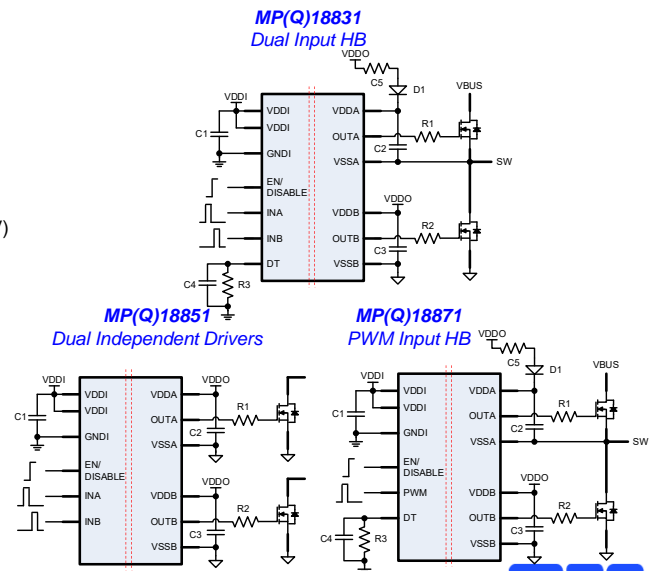 MP(Q)18831
Dual Input HB
VDDO
C5
D1
VBUS
VDDI
VDDI
VDDI
C1
GNDI
EN/
DISABLE
INA
INB
DT
C4
R3
VDDA
OUTA
VSSA
C2
R1
SW
VDDO
VDDB
OUTB
VSSB
C3
R2
)
MP(Q)18851
Dual Independent Drivers
VDDI
VDDI
VDDI
C1
GNDI
EN/
DISABLE
INA
INB
VDDO
VDDA
OUTA
VSSA
C2
R1
VDDO
VDDB
OUTB
VSSB
C3
R2
MP(Q)18871
PWM Input HB
VDDO
C5
D1
VBUS
VDDI
VDDI
VDDI
C1
GNDI
EN/
DISABLE
PWM
DT
C4
R3
VDDA
OUTA
VSSA
C2
R1
SW
VDDO
VDDB
OUTB
VSSB
C3
R2